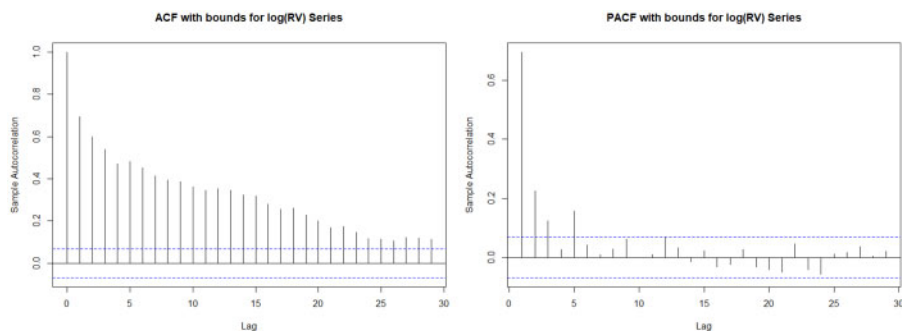 ACF with bounds for log(RV) Series
Sample Autocorrelation
1.0
0.8
0.6
0.4
0.2
0.0
0 5 10 15 20 25 30
Lag
PACF with bounds for log(RV) Series
Sample Autocorrelation
0.6
0.4
0.2
0.0
0 5 10 15 20 25 30
Lag